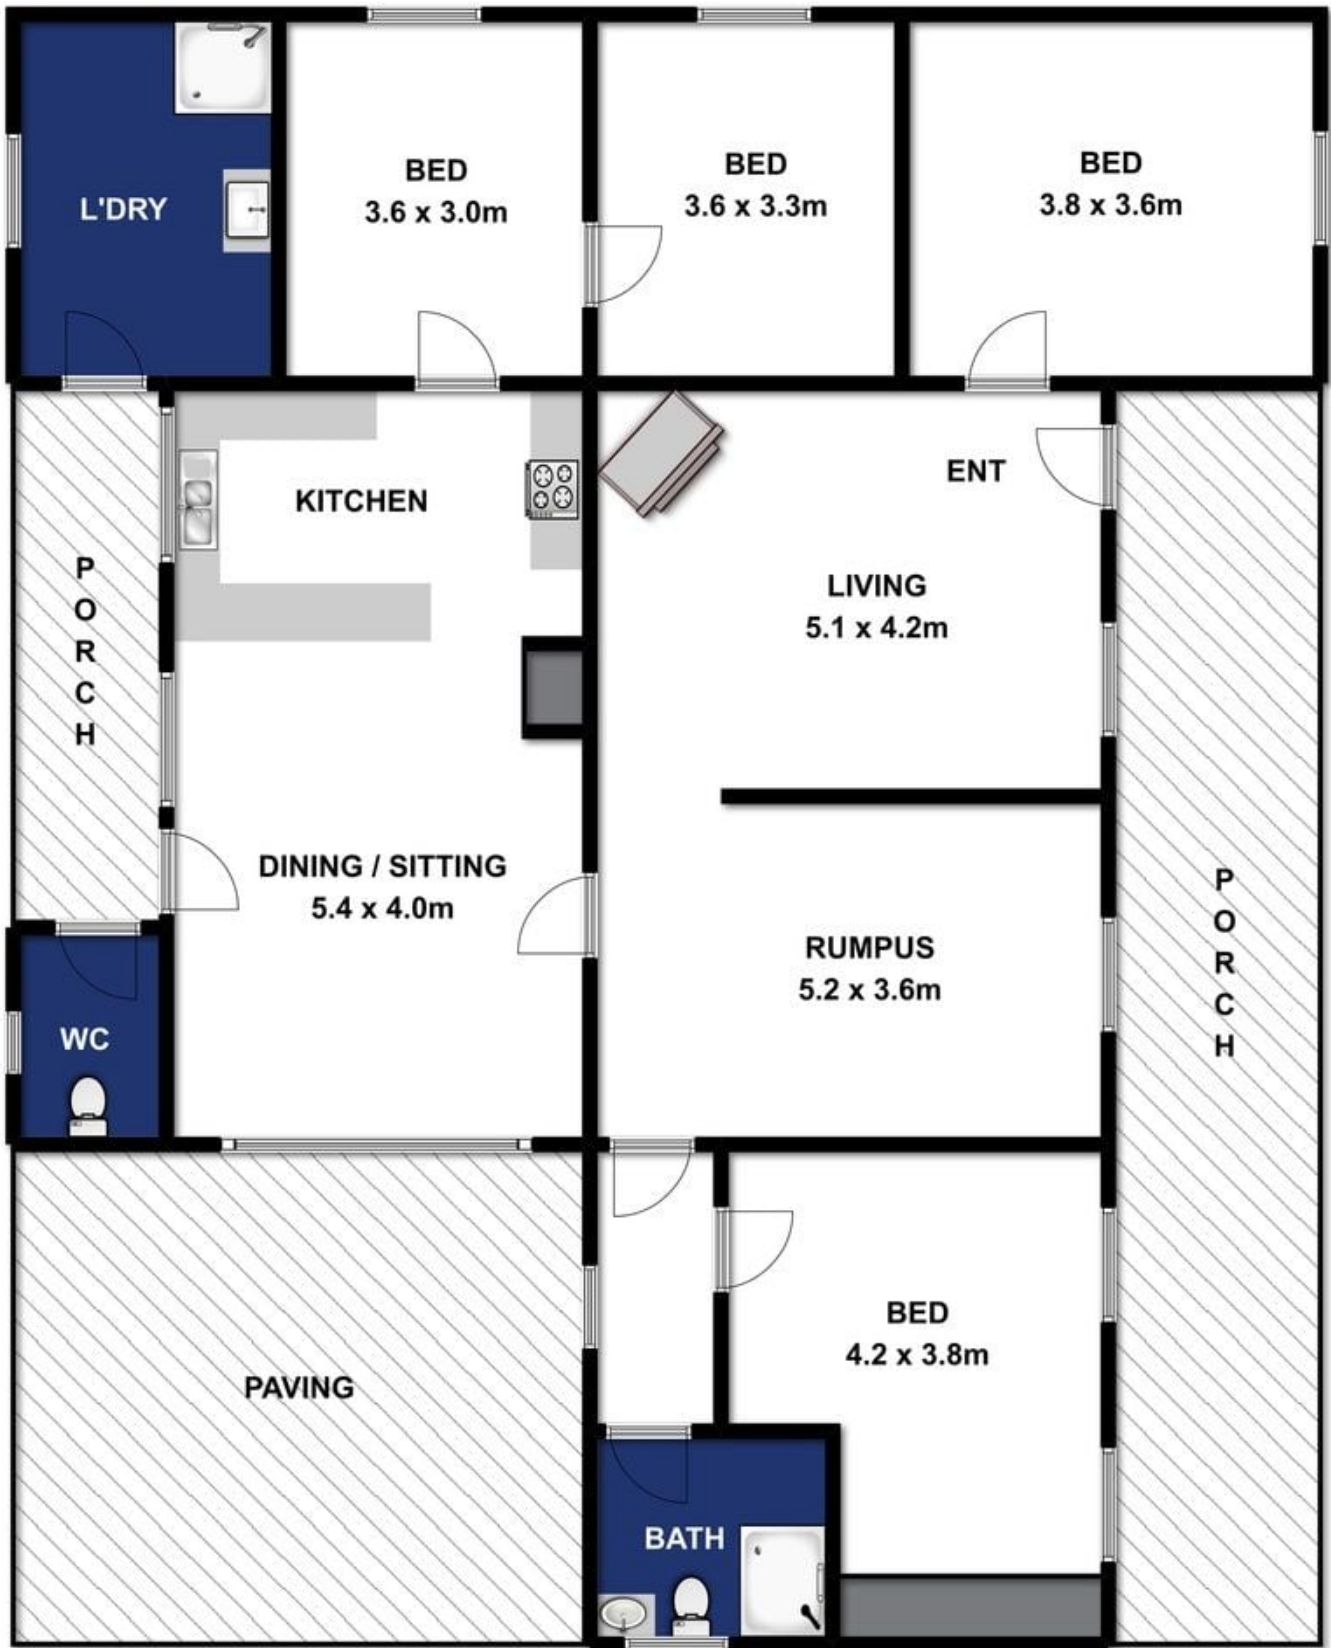 L'DRY
BED
3.6 x 3.0m
BED
3.6 x 3.3m
BED
3.8 x 3.6m
KITCHEN
ENT
LIVING
5.1 x 4.2m
PORCH
DINING / SITTING
5.4 x 4.0m
RUMPUS
5.2 x 3.6m
PORCH
WC
BED
4.2 x 3.8m
PAVING
BATH